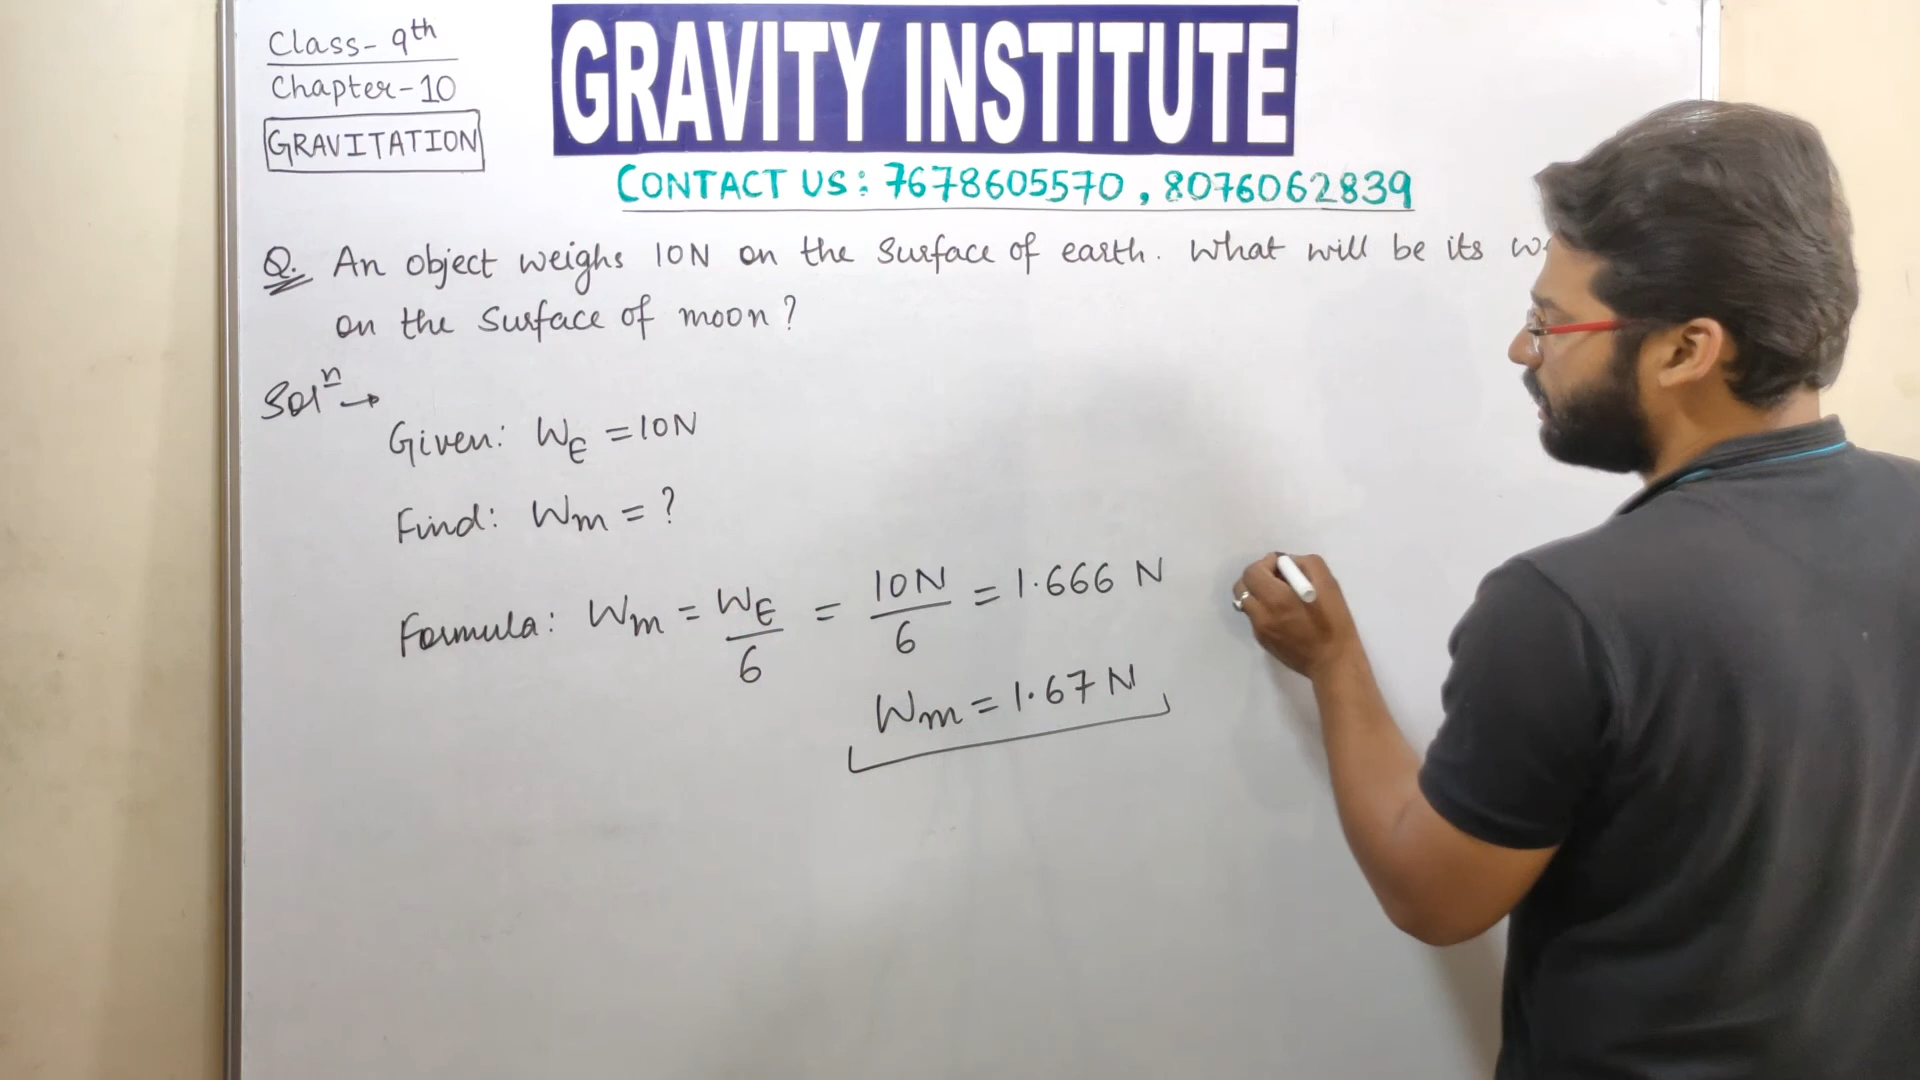 Class- 9th
Chapter-10
GRAVITATION
GRAVITY INSTITUTE
CONTACT US: 7678605570, 8076062839
Q. An object weighs 10N on the surface of earth. What will be its
on the surface of moon?
Solⁿ→
Given: W_E = 10N
Find: Wm = ?
Formula: Wm = W_E/6 = 10N/6 = 1.666 N
Wm = 1.67 N